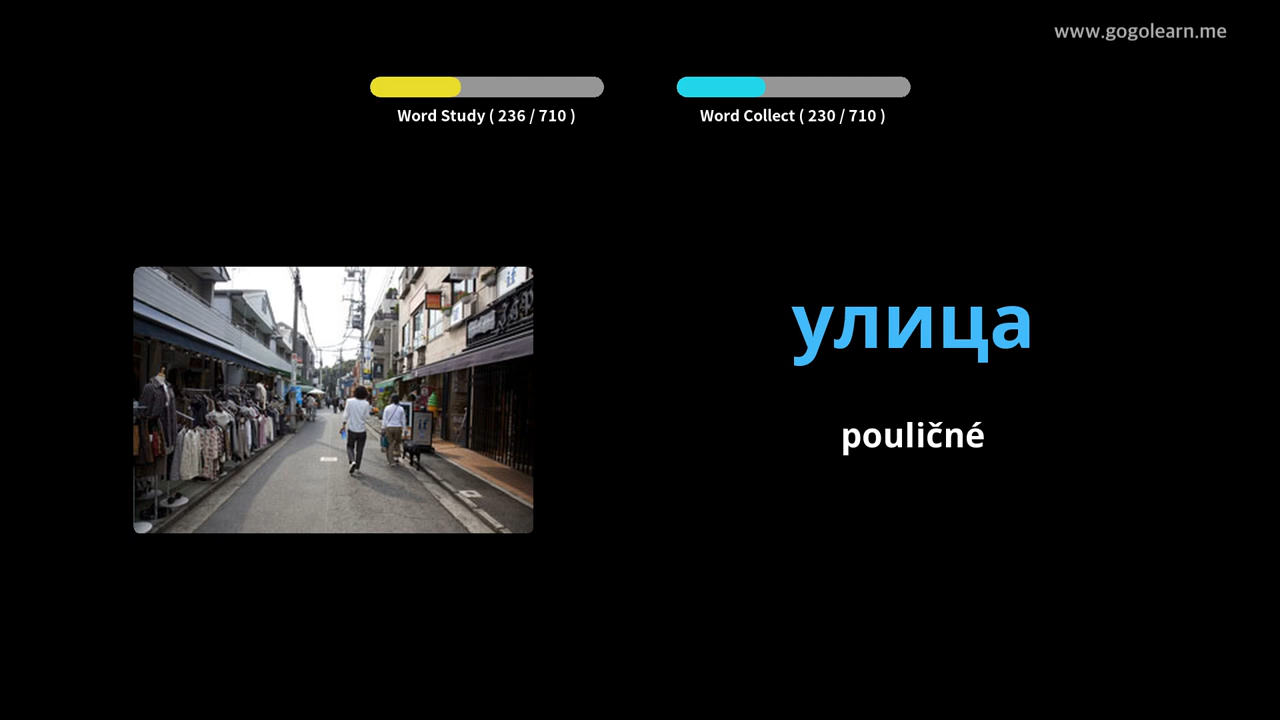 www.gogolearn.me
Word Study ( 236 / 710 )
Word Collect ( 230 / 710 )
улица
pouličné